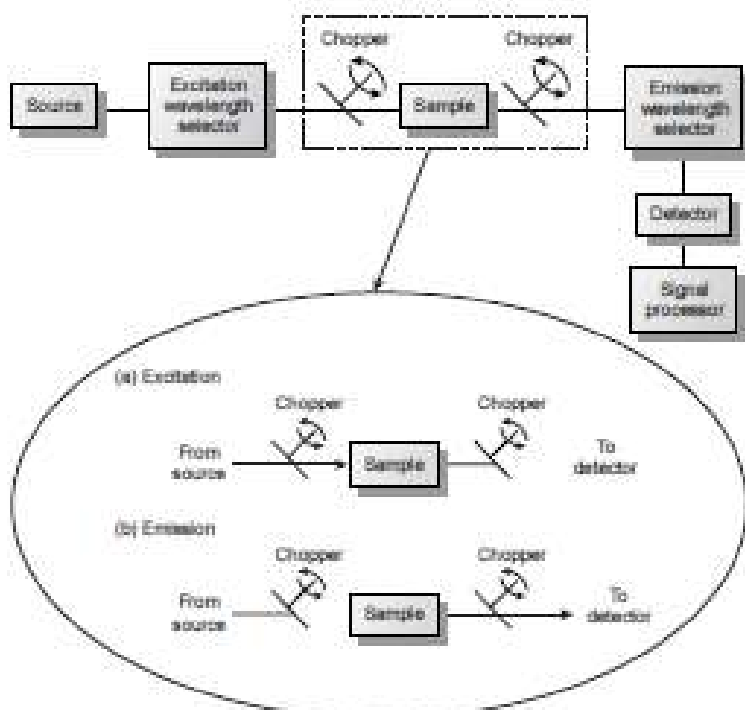 Chopper
Chopper
Source
Excitation
wavelength
selector
Sample
Emission
wavelength
selector
Detector
Signal
processor
(a) Excitation
Chopper
Chopper
From
source
Sample
To
detector
(b) Emission
Chopper
Chopper
From
source
Sample
To
detector